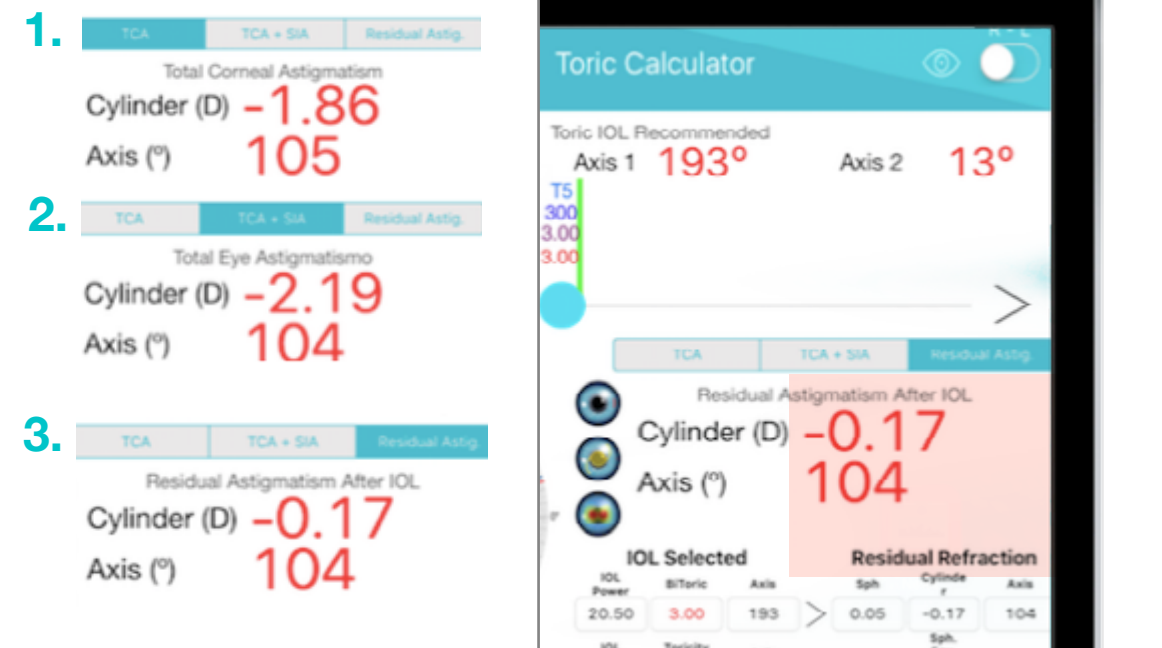 1.
TCA TCA + SIA Residual Astig.
Total Corneal Astigmatism
Cylinder (D) -1.86
Axis (º) 105
2.
TCA TCA + SIA Residual Astig.
Total Eye Astigmatismo
Cylinder (D) -2.19
Axis (º) 104
3.
TCA TCA + SIA Residual Astig.
Residual Astigmatism After IOL
Cylinder (D) -0.17
Axis (º) 104
R - L
Toric Calculator
Toric IOL Recommended
Axis 1 193º Axis 2 13º
T5
300
3.00
3.00
TCA TCA + SIA Residual Astig.
Residual Astigmatism After IOL
Cylinder (D) -0.17
Axis (º) 104
IOL Selected Residual Refraction
IOL Power BiToric Axis Sph Cylinde r Axis
20.50 3.00 193 > 0.05 -0.17 104
IOL Toricity Sph.